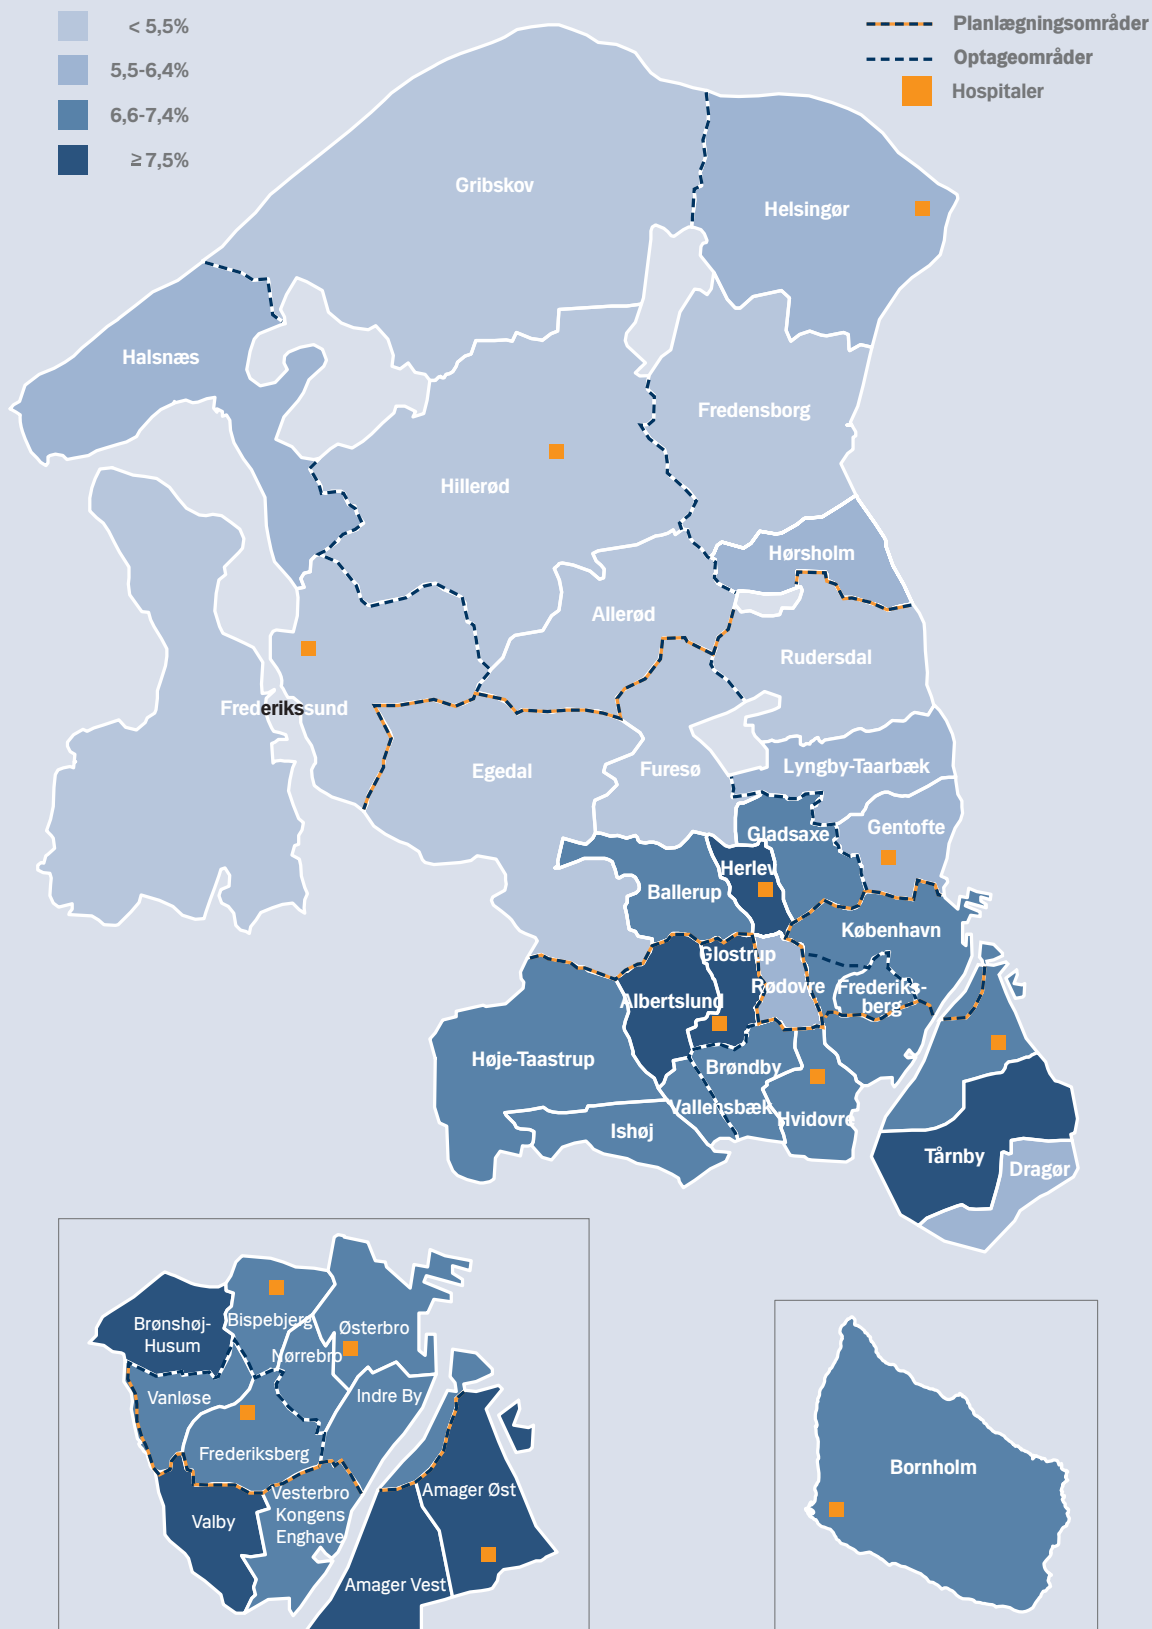 < 5,5%
5,5-6,4%
6,6-7,4%
≥ 7,5%
Planlægningsområder
Optageområder
Hospitaler
Gribskov
Helsingør
Halsnæs
Fredensborg
Hillerød
Hørsholm
Allerød
Rudersdal
Frederikssund
Egedal
Furesø
Lyngby-Taarbæk
Gladsaxe
Gentofte
Herlev
Ballerup
København
Glostrup
Rødovre
Frederiks-
berg
Albertslund
Høje-Taastrup
Brøndby
Vallensbæk
Hvidovre
Ishøj
Tårnby
Dragør
Brønshøj-
Husum
Bispebjerg
Østerbro
Nørrebro
Vanløse
Indre By
Frederiksberg
Amager Øst
Vesterbro
Kongens
Enghave
Valby
Amager Vest
Bornholm